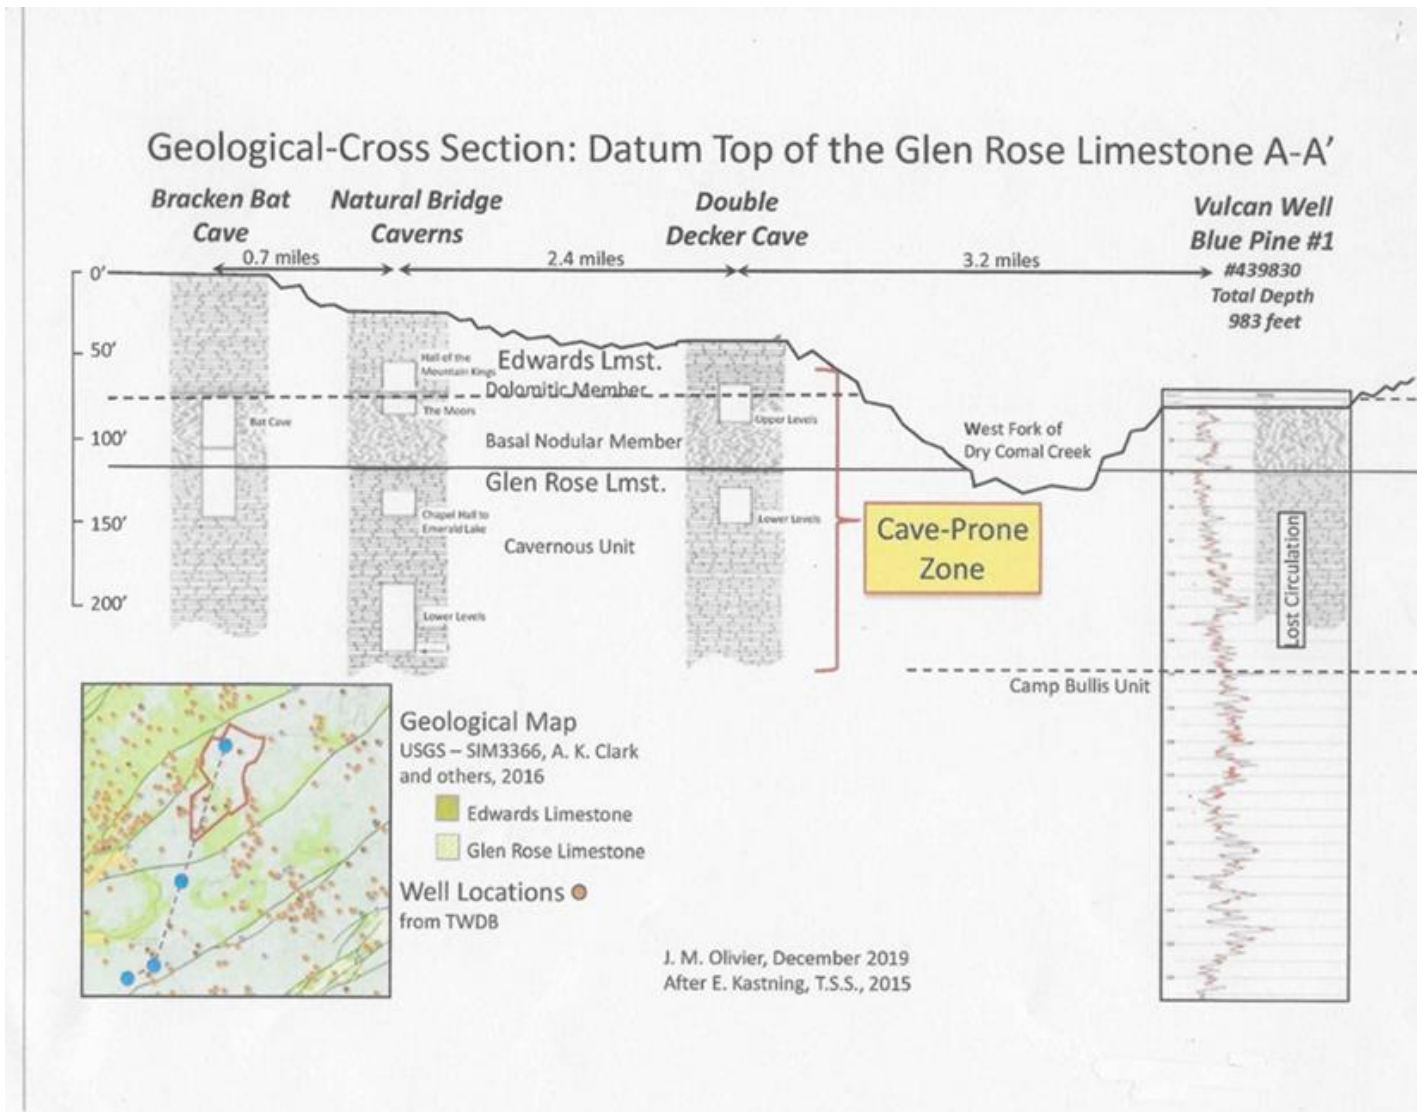 Geological-Cross Section: Datum Top of the Glen Rose Limestone A-A’
Bracken Bat
Cave
Natural Bridge
Caverns
Double
Decker Cave
Vulcan Well
Blue Pine #1
#439830
Total Depth
983 feet
0.7 miles
2.4 miles
3.2 miles
0’
50’
100’
150’
200’
Hall of the
Mountain Kings
The Moors
Bat Cave
Chapel Hall to
Emerald Lake
Lower Levels
Edwards Lmst.
Dolomitic Member
Basal Nodular Member
Glen Rose Lmst.
Cavernous Unit
Upper Levels
Lower Levels
Cave-Prone
Zone
West Fork of
Dry Comal Creek
Lost Circulation
Camp Bullis Unit
Geological Map
USGS – SIM3366, A. K. Clark
and others, 2016
Edwards Limestone
Glen Rose Limestone
Well Locations
from TWDB
J. M. Olivier, December 2019
After E. Kastning, T.S.S., 2015